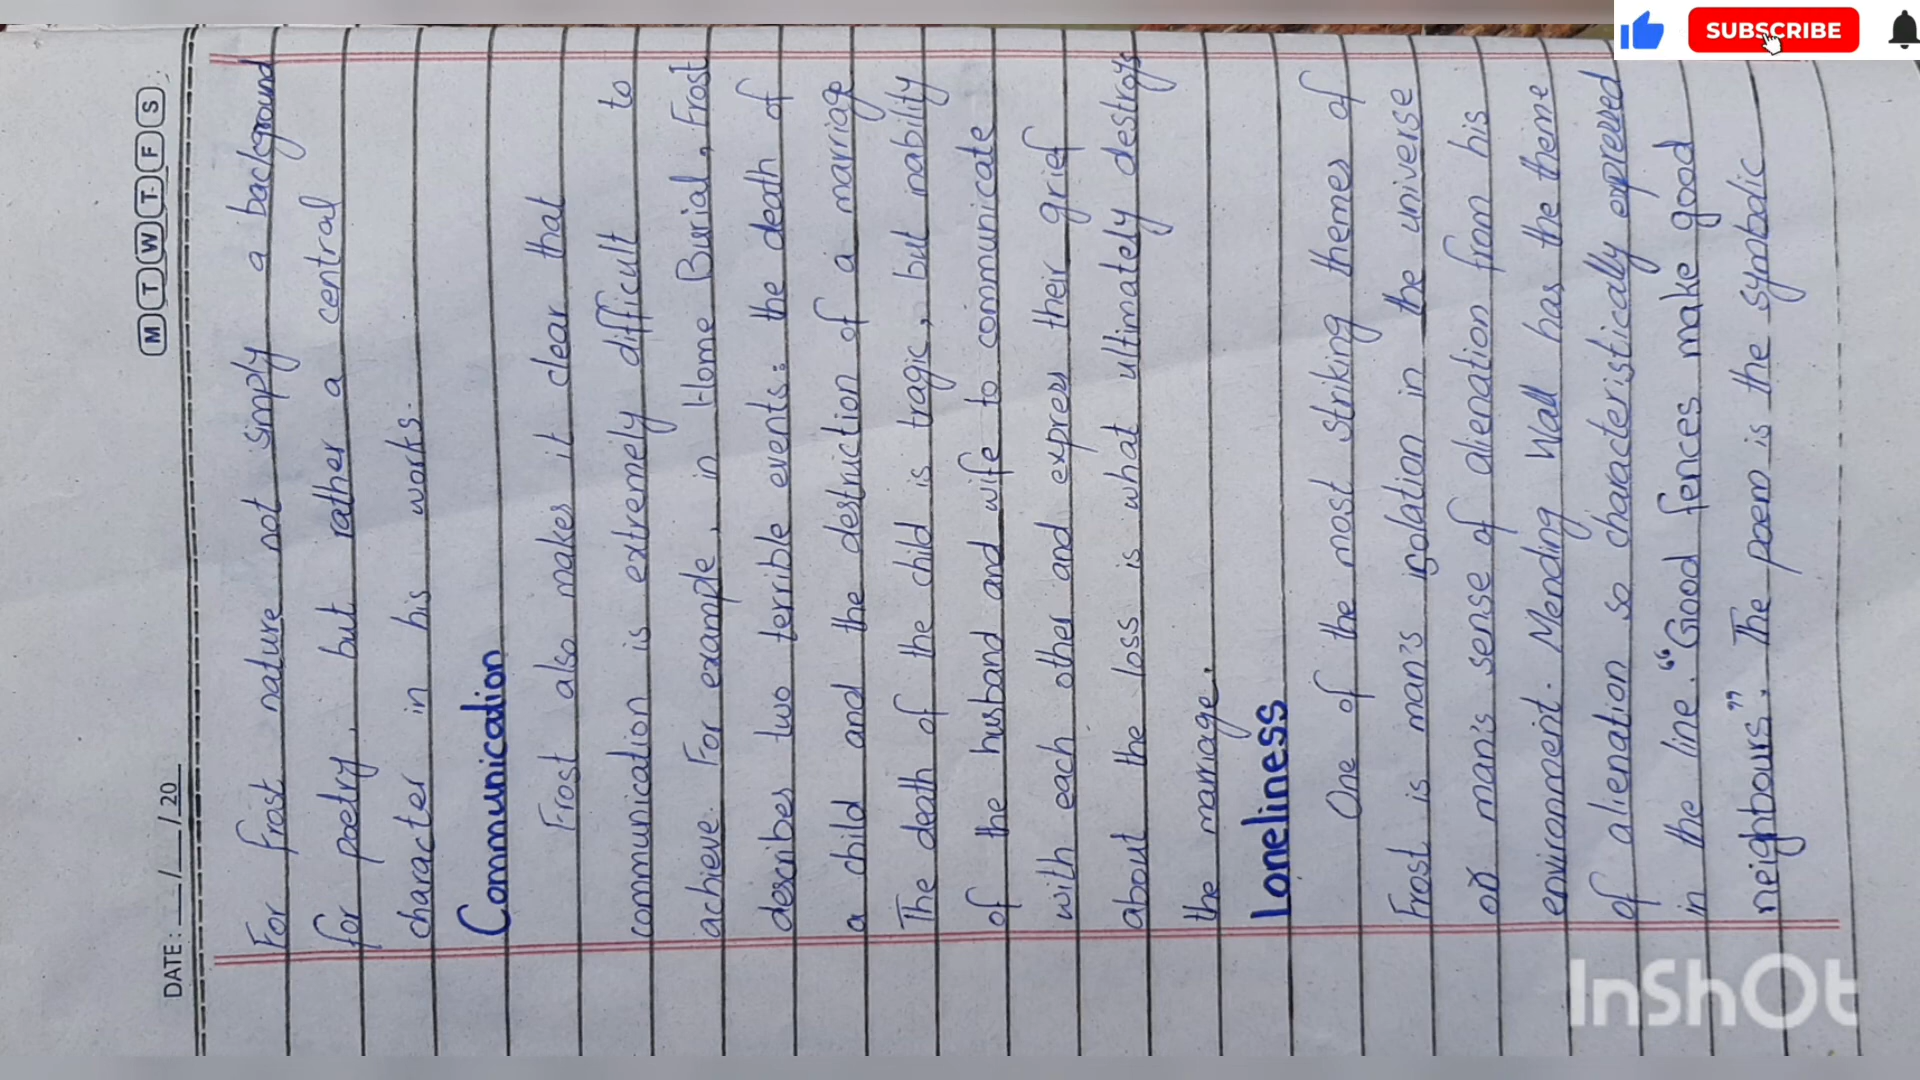 SUBSCRIBE
M T W T F S
DATE: __/__/20
For Frost nature not simply a background
for poetry, but rather a central
character in his works.
Communication
Frost also makes it clear that
communication is extremely difficult to
achieve. For example, in Home Burial, Frost
describes two terrible events: the death of
a child and the destruction of a marriage
The death of the child is tragic, but inability
of the husband and wife to communicate
with each other and express their grief
about the loss is what ultimately destroys
the marriage.
Loneliness
One of the most striking themes of
Frost is man's isolation in the universe
or man's sense of alienation from his
environment. Mending Wall has the theme
of alienation so characteristically expressed
in the line. "Good fences make good
neighbours". The poem is the symbolic
InShOt